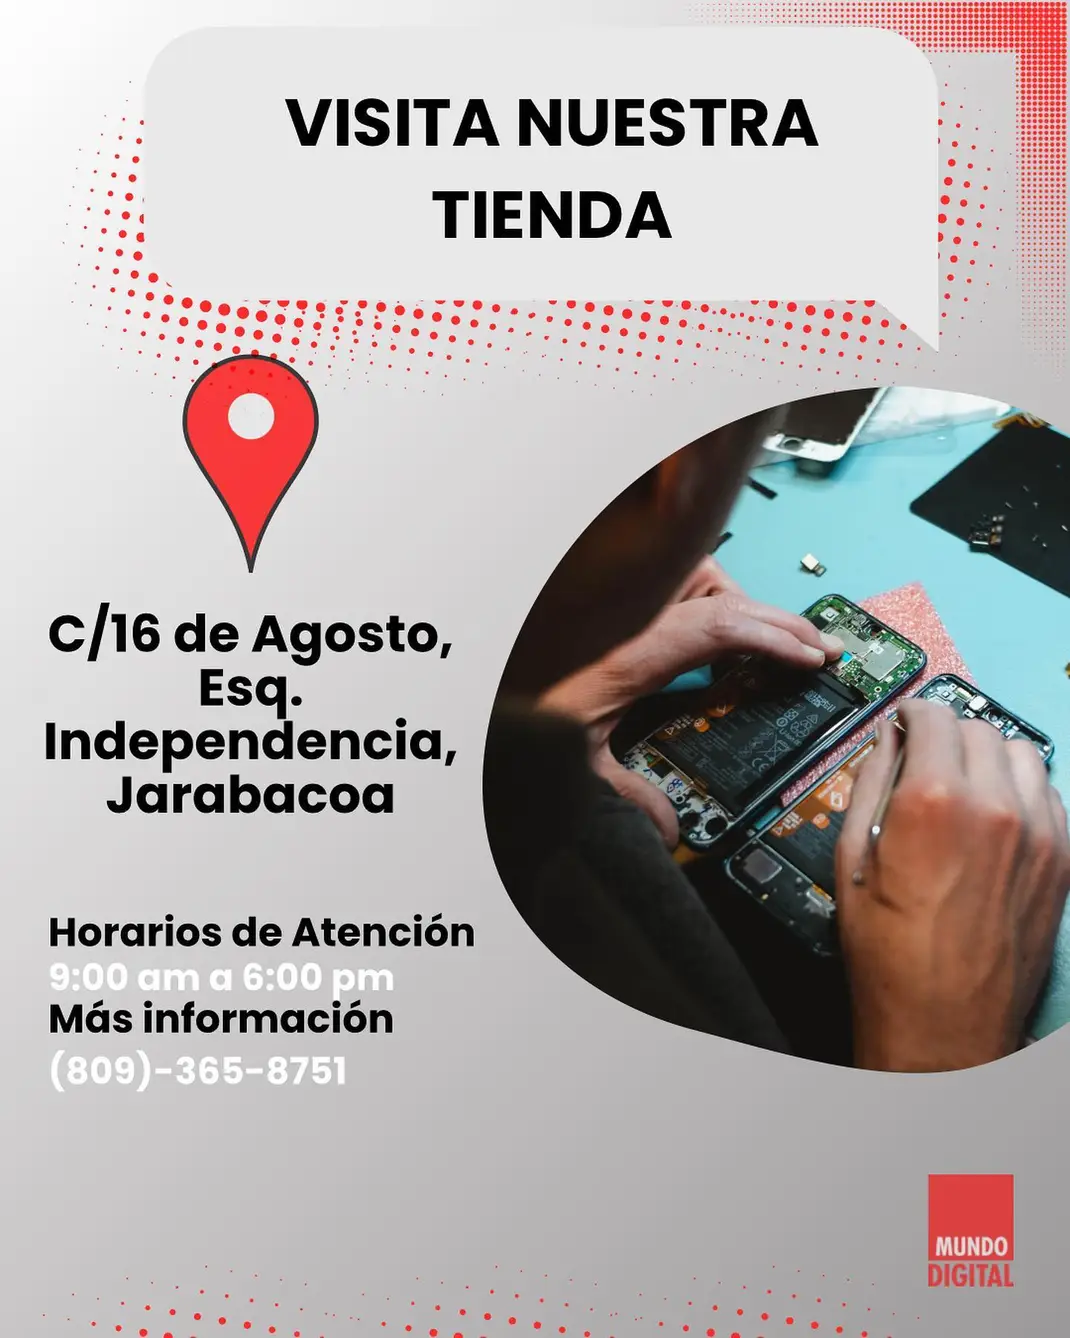 VISITA NUESTRA
TIENDA
C/16 de Agosto,
Esq.
Independencia,
Jarabacoa
Horarios de Atención
9:00 am a 6:00 pm
Más información
(809)-365-8751
MUNDO
DIGITAL